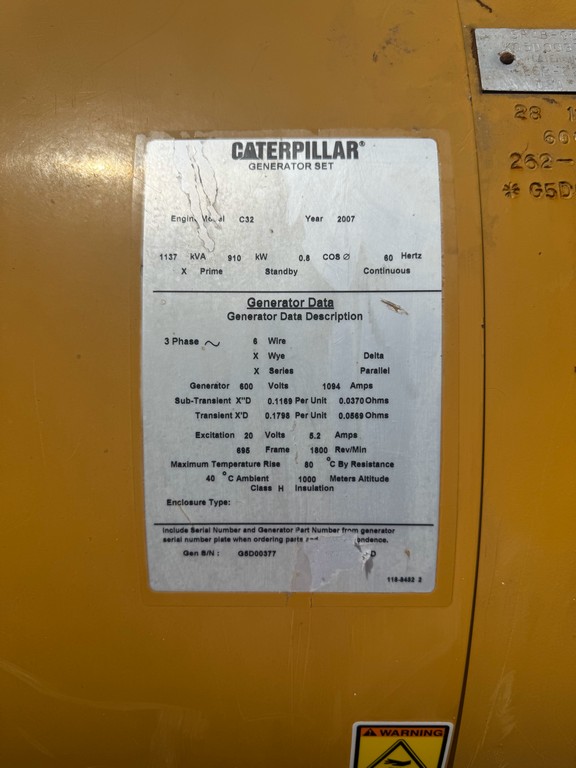 CATERPILLAR®
GENERATOR SET
Engine Model C32 Year 2007
1137 kVA 910 kW 0.8 COS Ø 60 Hertz
X Prime Standby Continuous
Generator Data
Generator Data Description
3 Phase ~ 6 Wire
X Wye Delta
X Series Parallel
Generator 600 Volts 1094 Amps
Sub-Transient X"D 0.1169 Per Unit 0.0370 Ohms
Transient X'D 0.1798 Per Unit 0.0569 Ohms
Excitation 20 Volts 5.2 Amps
695 Frame 1800 Rev/Min
Maximum Temperature Rise 80 °C By Resistance
40 °C Ambient 1000 Meters Altitude
Class H Insulation
Enclosure Type:
Include Serial Number and Generator Part Number from generator
serial number plate when ordering parts
Gen S/N : G5D00377
28 1
60
262-
* G5D
WARNING